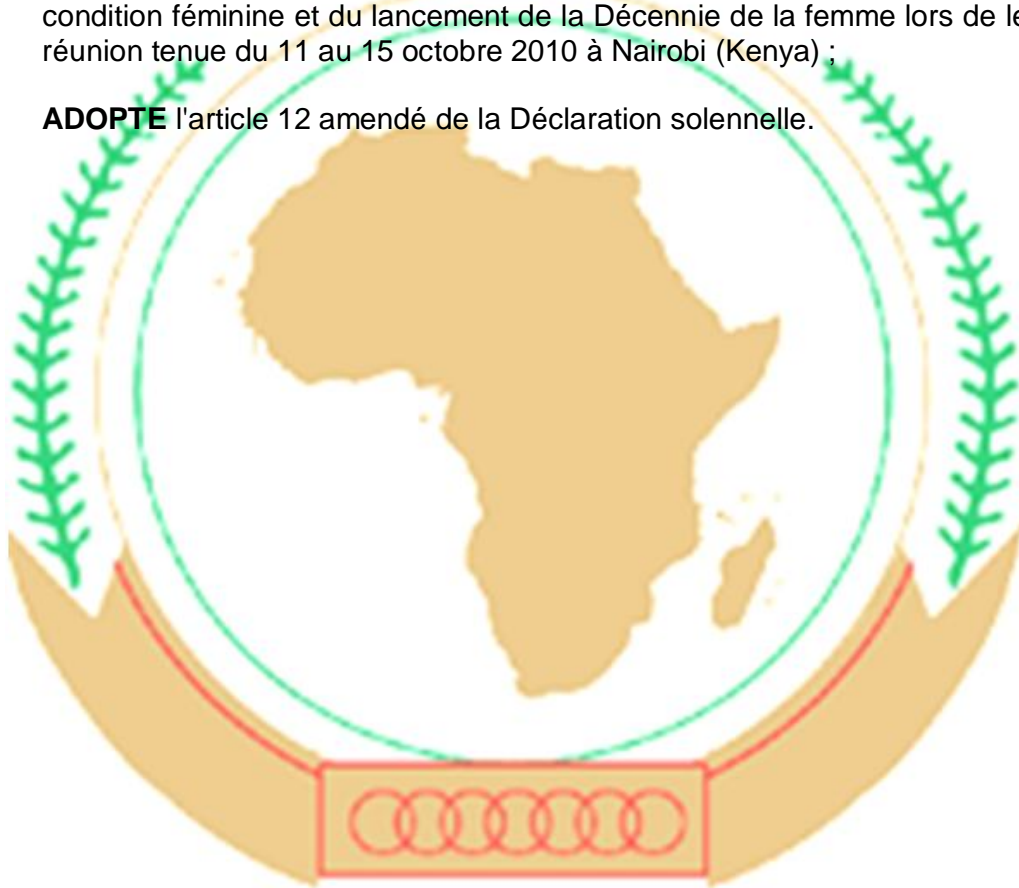 condition féminine et du lancement de la Décennie de la femme lors de
réunion tenue du 11 au 15 octobre 2010 à Nairobi (Kenya) ;
ADOPTE l'article 12 amendé de la Déclaration solennelle.